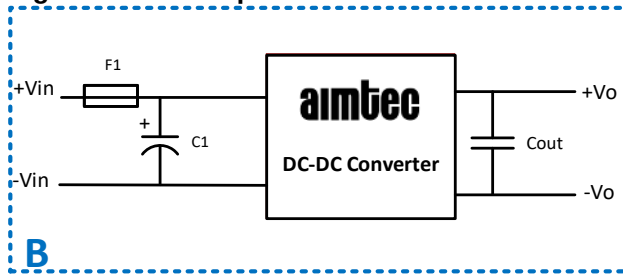 F1
+Vin
+
C1
-Vin
aimtec
DC-DC Converter
+Vo
Cout
-Vo
B